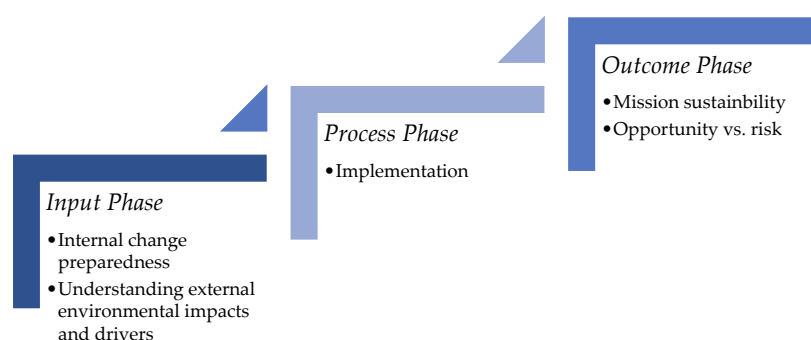 Input Phase
•Internal change
preparedness
•Understanding external
environmental impacts
and drivers
Process Phase
•Implementation
Outcome Phase
•Mission sustainbility
•Opportunity vs. risk